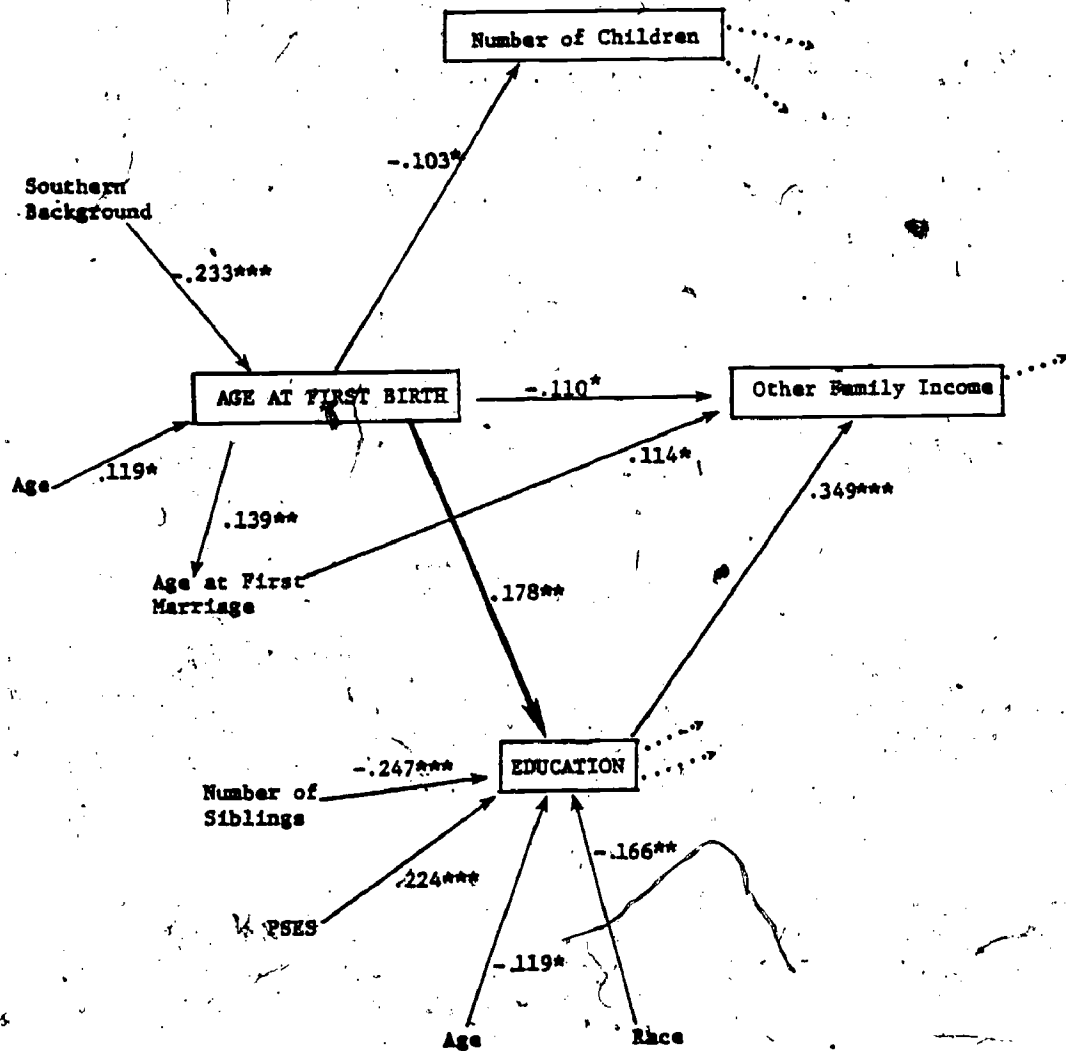 Number of Children
-.103*
Southern
Background
-.233***
AGE AT FIRST BIRTH
-.110*
Other Family Income
Age
.119*
.114*
.349***
.139**
Age at First
Marriage
.178**
-.247***
EDUCATION
Number of
Siblings
-.166**
.224***
PSES
-.119*
Age
Race